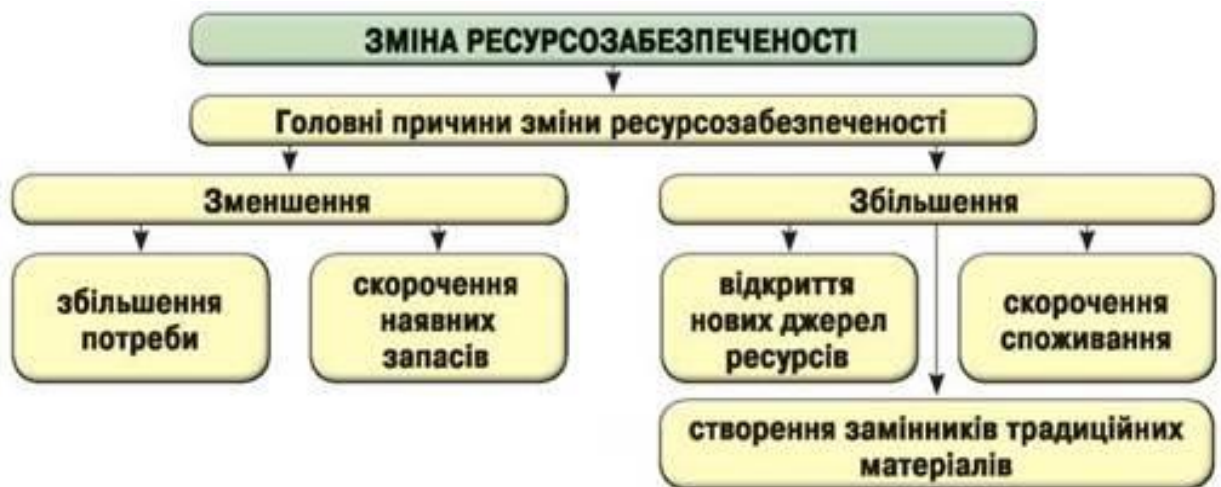 ЗМІНА РЕСУРСОЗАБЕЗПЕЧЕНОСТІ
Головні причини зміни ресурсозабезпеченості
Зменшення
збільшення
потреби
скорочення
наявних
запасів
Збільшення
відкриття
нових джерел
ресурсів
скорочення
споживання
створення замінників традиційних
матеріалів